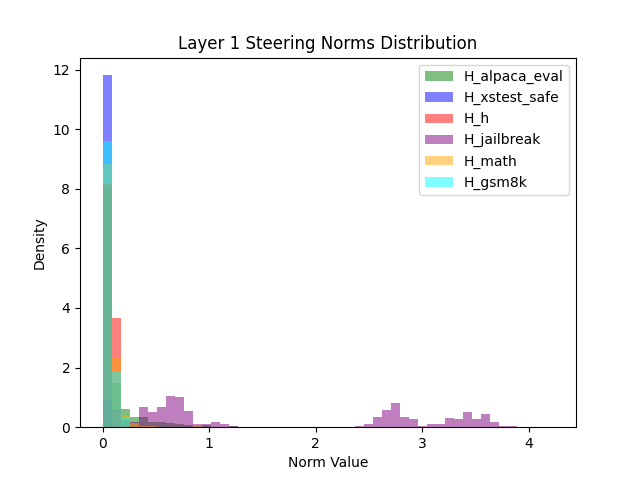 Layer 1 Steering Norms Distribution
H_alpaca_eval
H_xstest_safe
H_h
H_jailbreak
H_math
H_gsm8k
12
10
8
6
4
2
0
Density
0
1
2
3
4
Norm Value